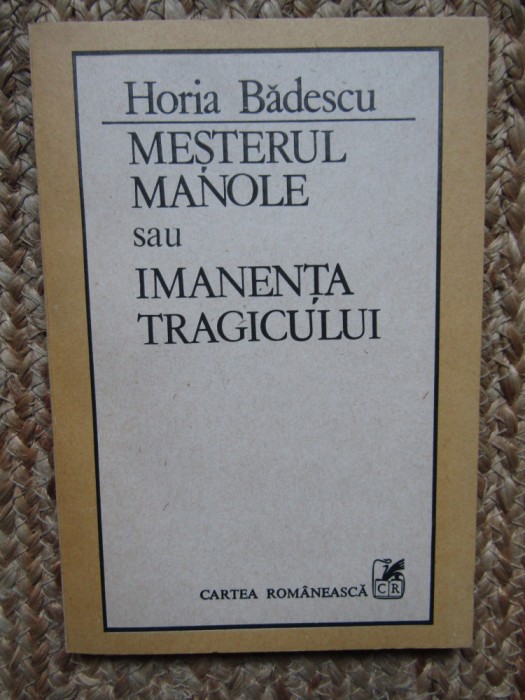 Horia Bădescu
MEȘTERUL
MANOLE
sau
IMANENȚA
TRAGICULUI
CARTEA ROMÂNEASCĂ
CR